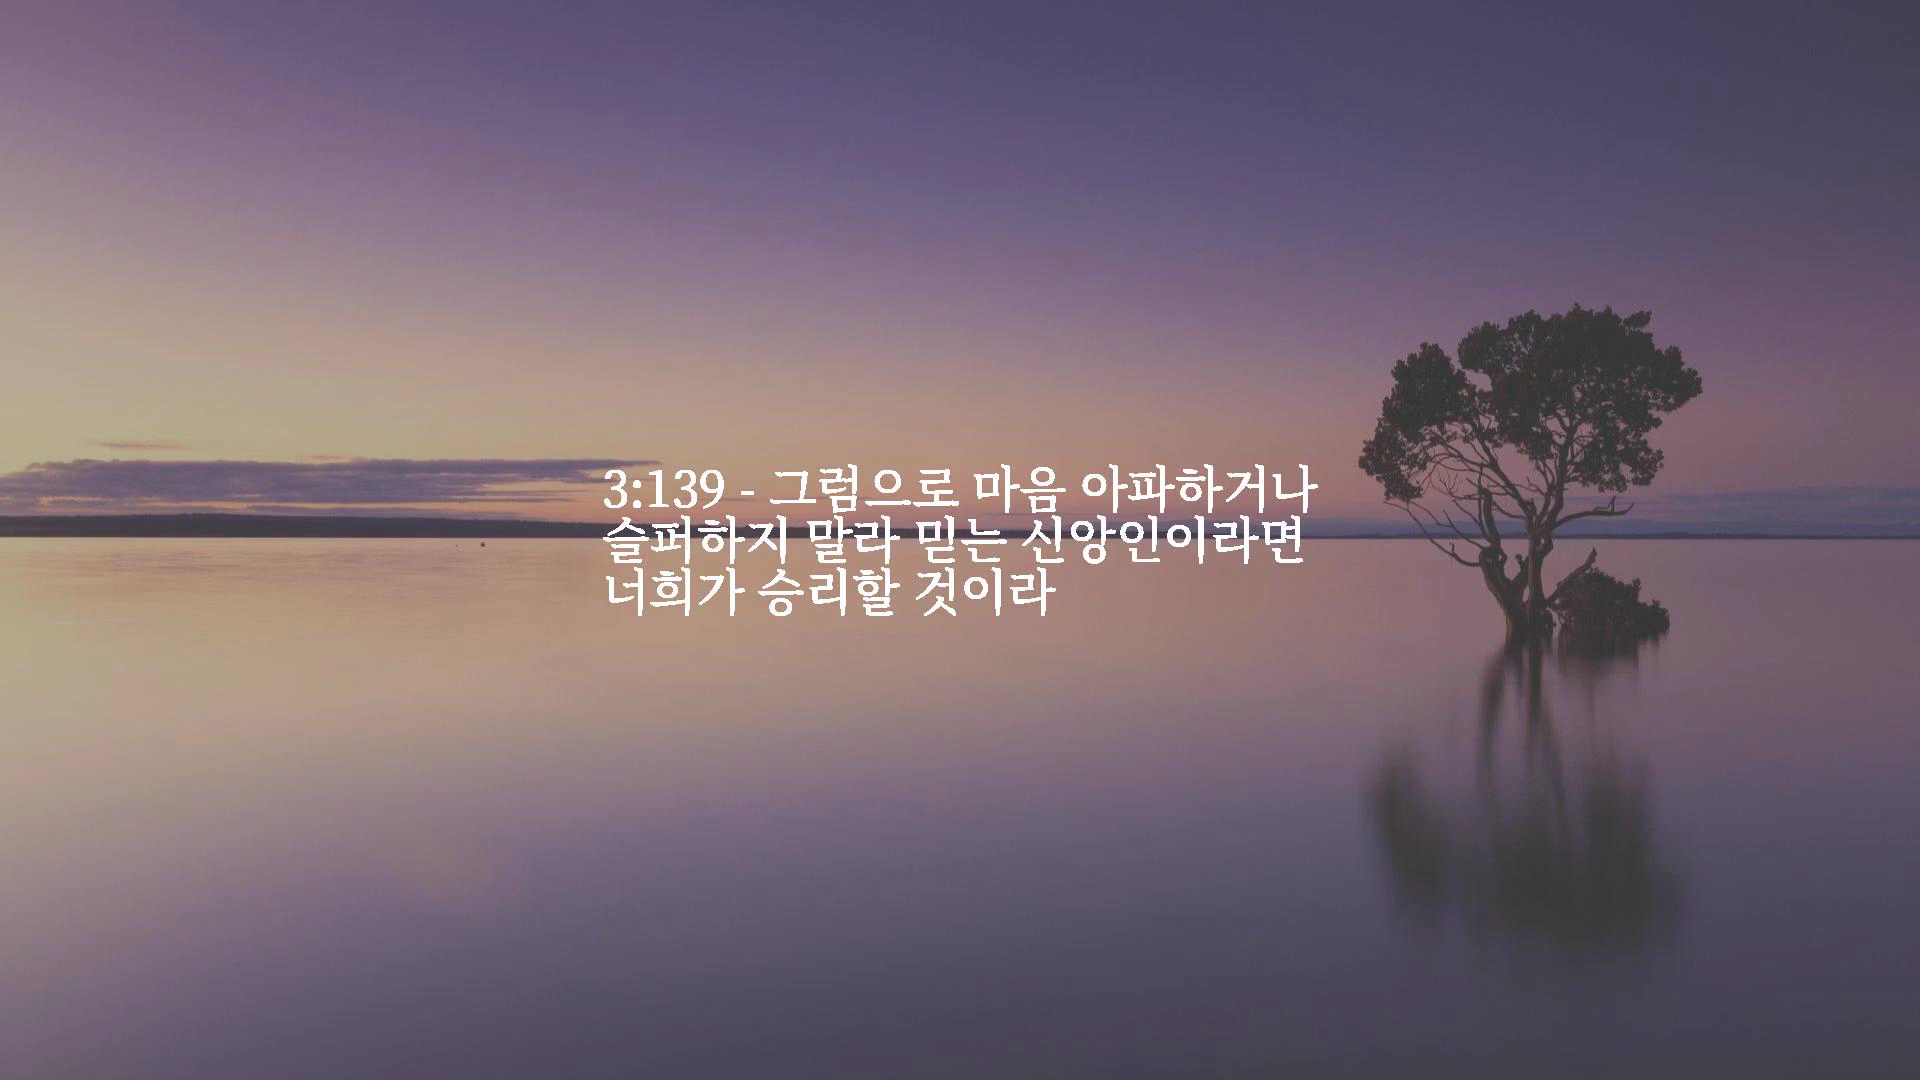 3:139 - 그럼으로 마음 아파하거나
슬퍼하지 말라 믿는 신앙인이라면
너희가 승리할 것이라